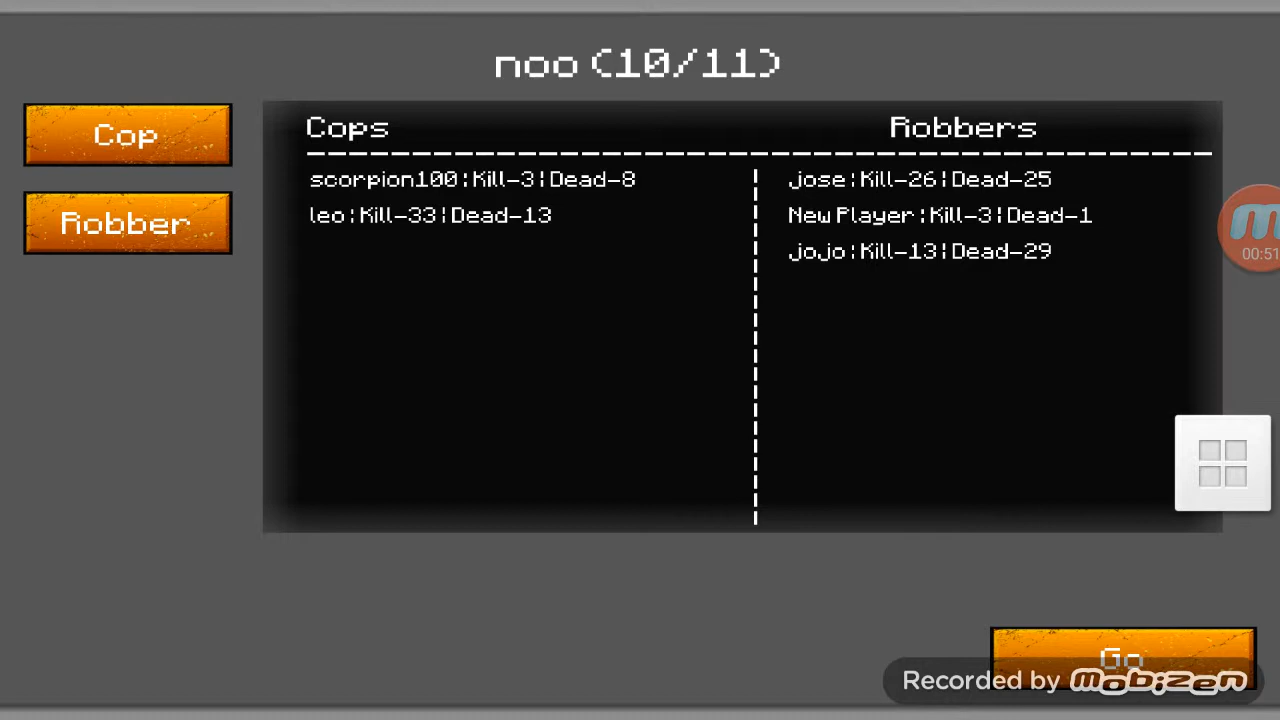 noo (10/11)
Cop
Robber
Cops
Robbers
scorpion100|Kill-3|Dead-8
leo|Kill-33|Dead-13
jose|Kill-26|Dead-25
New Player|Kill-3|Dead-1
jojo|Kill-13|Dead-29
00:51
Go
Recorded by mobizen